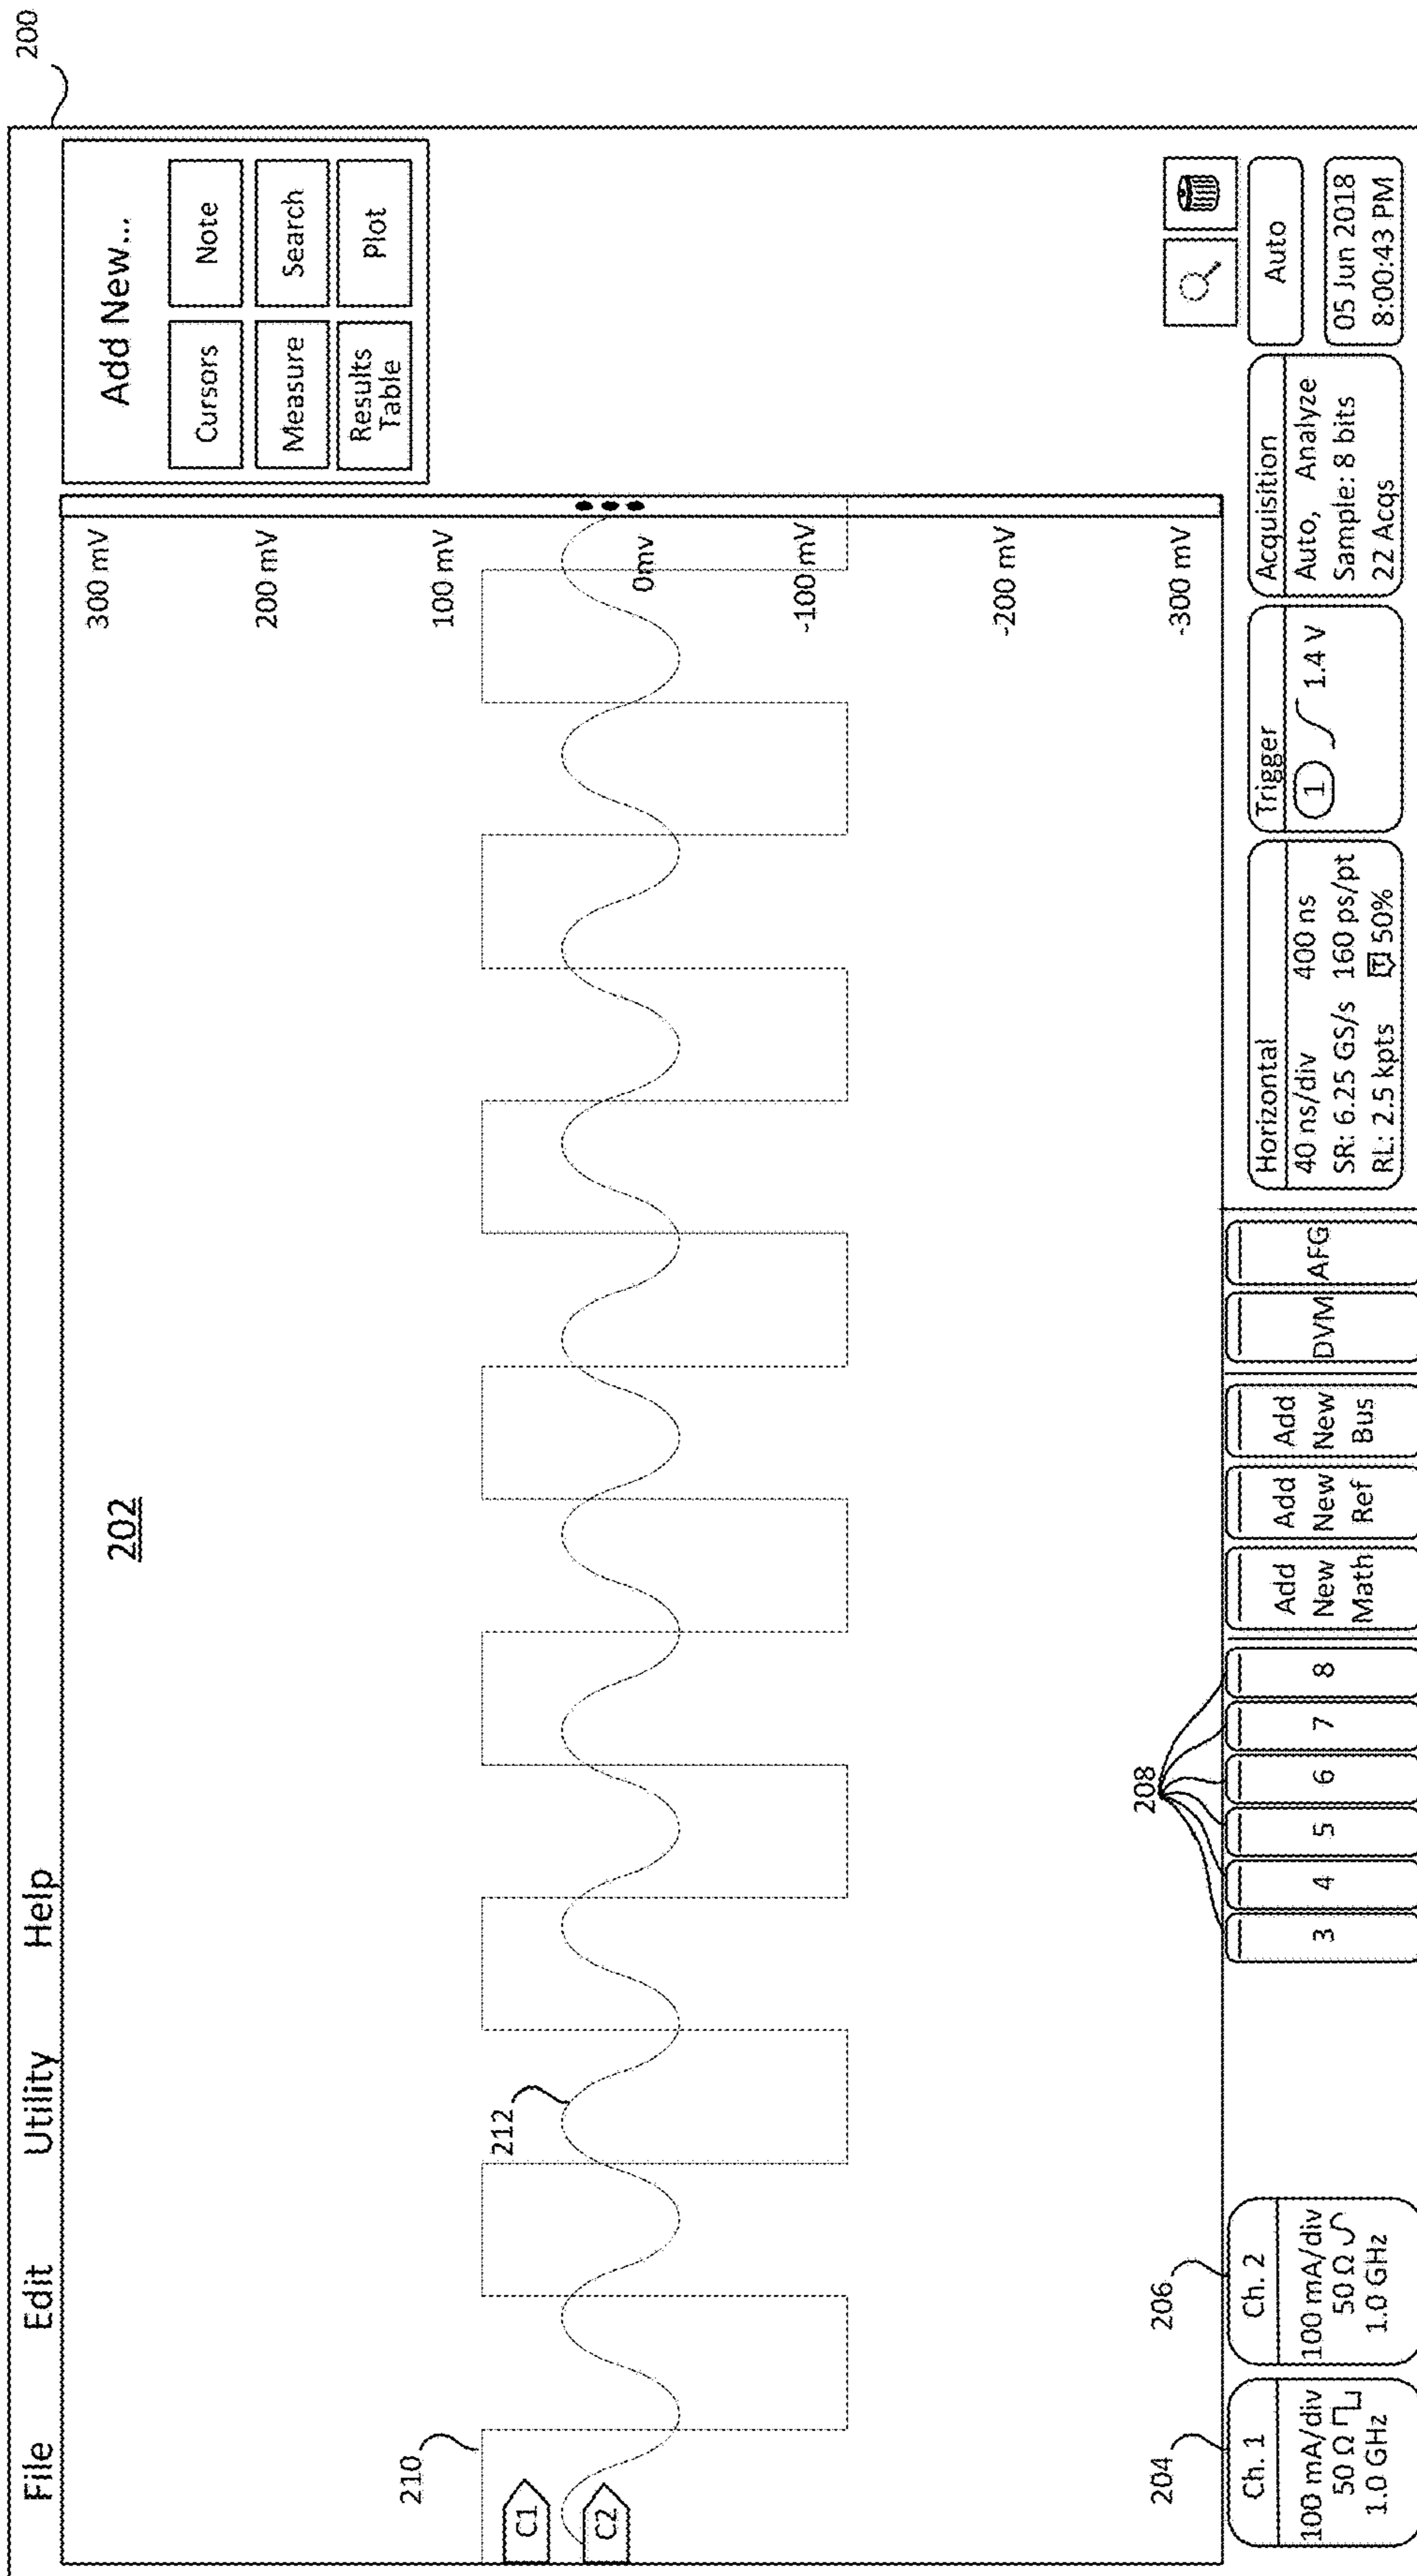 200
File Edit Utility Help
202
Add New...
Cursors Note
Measure Search
Results Table
Plot
300 mV
200 mV
100 mV
0mv
-100 mV
-200 mV
-300 mV
210
212
C1
C2
204
206
208
Ch. 1
100 mA/div
50 Ω
1.0 GHz
Ch. 2
100 mA/div
50 Ω
1.0 GHz
3
4
5
6
7
8
Add
New
Math
Add
New
Ref
Add
New
Bus
DVM
AFG
Horizontal
40 ns/div 400 ns
SR: 6.25 GS/s 160 ps/pt
RL: 2.5 kpts T 50%
Trigger
1 1.4 V
Acquisition
Auto, Analyze
Sample: 8 bits
22 Acqs
Auto
05 Jun 2018
8:00:43 PM